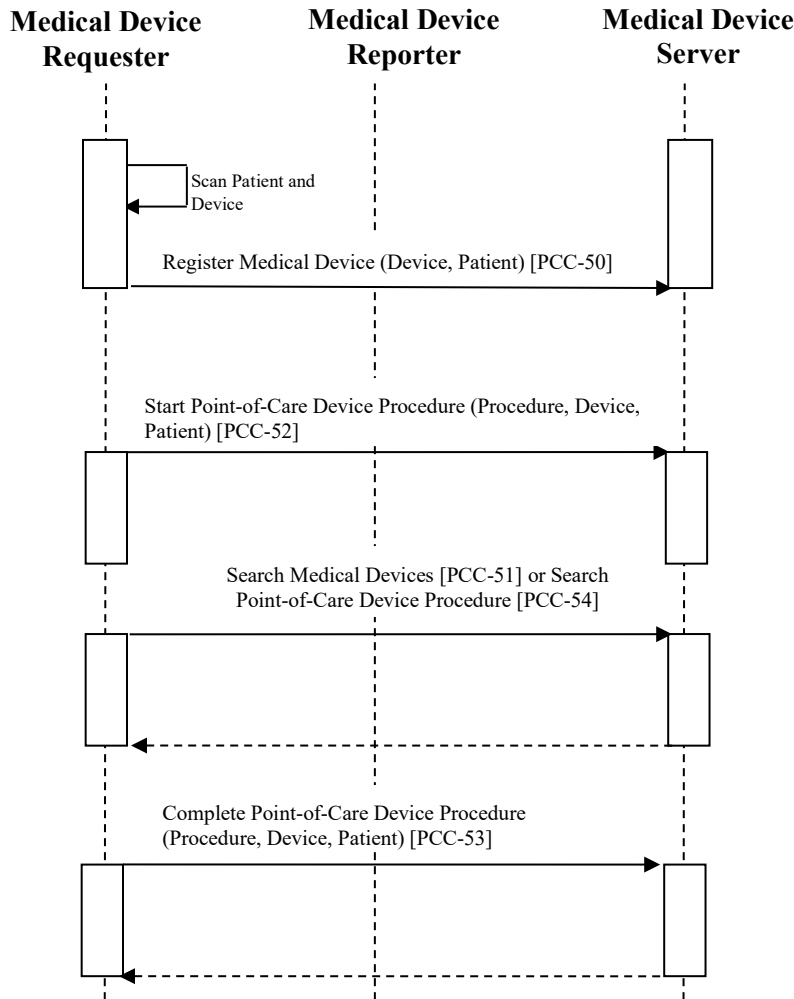 Medical Device
Requester
Medical Device
Reporter
Medical Device
Server
Scan Patient and
Device
Register Medical Device (Device, Patient) [PCC-50]
Start Point-of-Care Device Procedure (Procedure, Device,
Patient) [PCC-52]
Search Medical Devices [PCC-51] or Search
Point-of-Care Device Procedure [PCC-54]
Complete Point-of-Care Device Procedure
(Procedure, Device, Patient) [PCC-53]